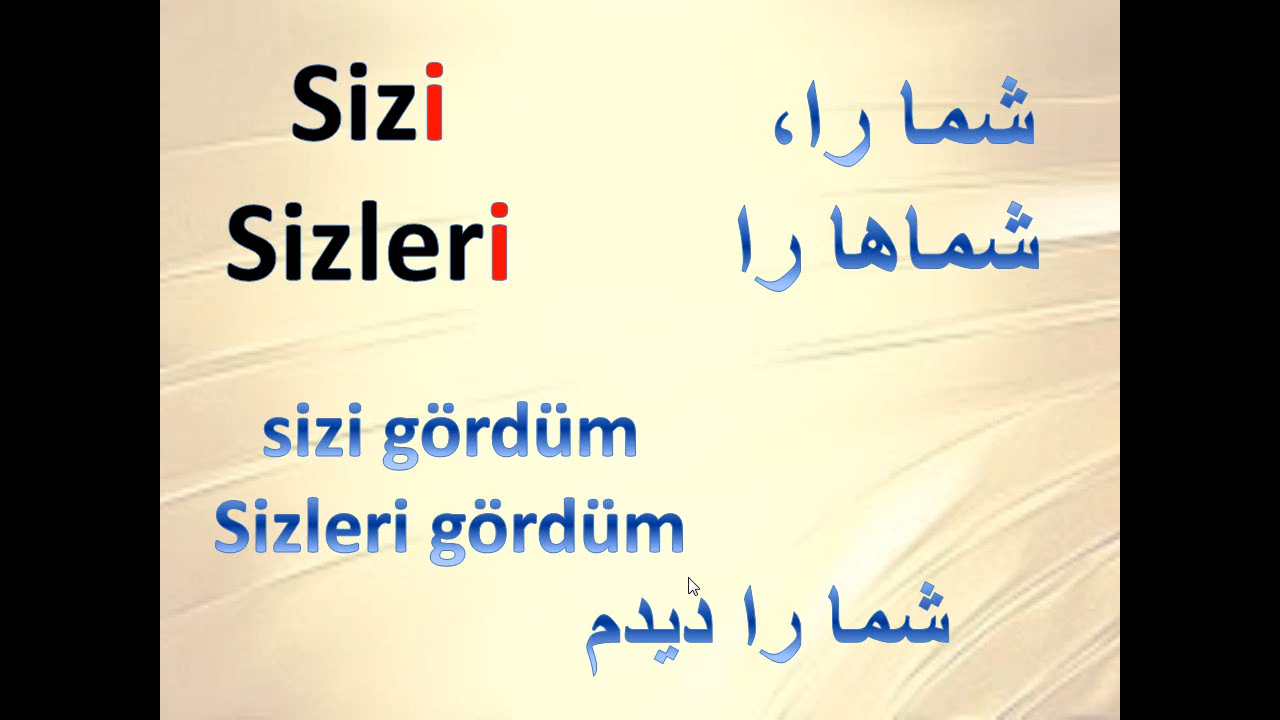 Sizi
شما را،
Sizleri
شماها را
sizi gördüm
Sizleri gördüm
شما را دیدم